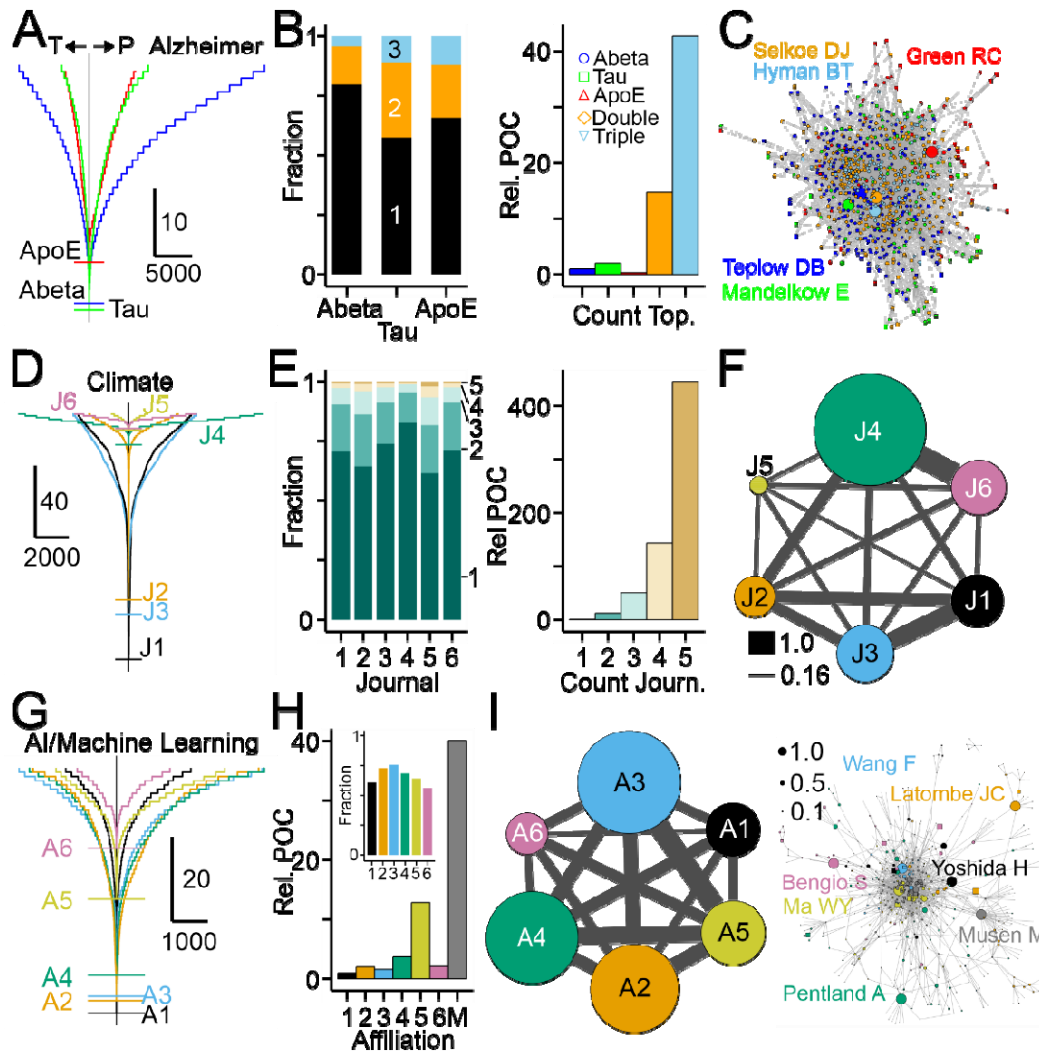 A
T ← → P Alzheimer
ApoE
Abeta
Tau
10
5000
B
1
Fraction
0
3
2
1
Abeta
Tau
ApoE
40
20
0
Rel. POC
Abeta
Tau
ApoE
Double
Triple
Count Top.
C
Selkoe DJ
Hyman BT
Green RC
Teplow DB
Mandelkow E
D
Climate
J6
J5
J4
40
2000
J2
J3
J1
E
1
Fraction
0
5
4
3
2
1
1 2 3 4 5 6
Journal
Rel POC
400
200
0
1 2 3 4 5
Count Journ.
F
J4
J5
J6
J2
J1
J3
1.0
0.16
G
AI/Machine Learning
A6
A5
A4
A2
A3
A1
20
1000
H
40
20
0
Rel. POC
1
Fraction
0
1 2 3 4 5 6
1 2 3 4 5 6M
Affiliation
I
A3
A6
A1
A4
A5
A2
1.0
0.5
0.1
Wang F
Latombe JC
Yoshida H
Bengio S
Ma WY
Musen M
Pentland A